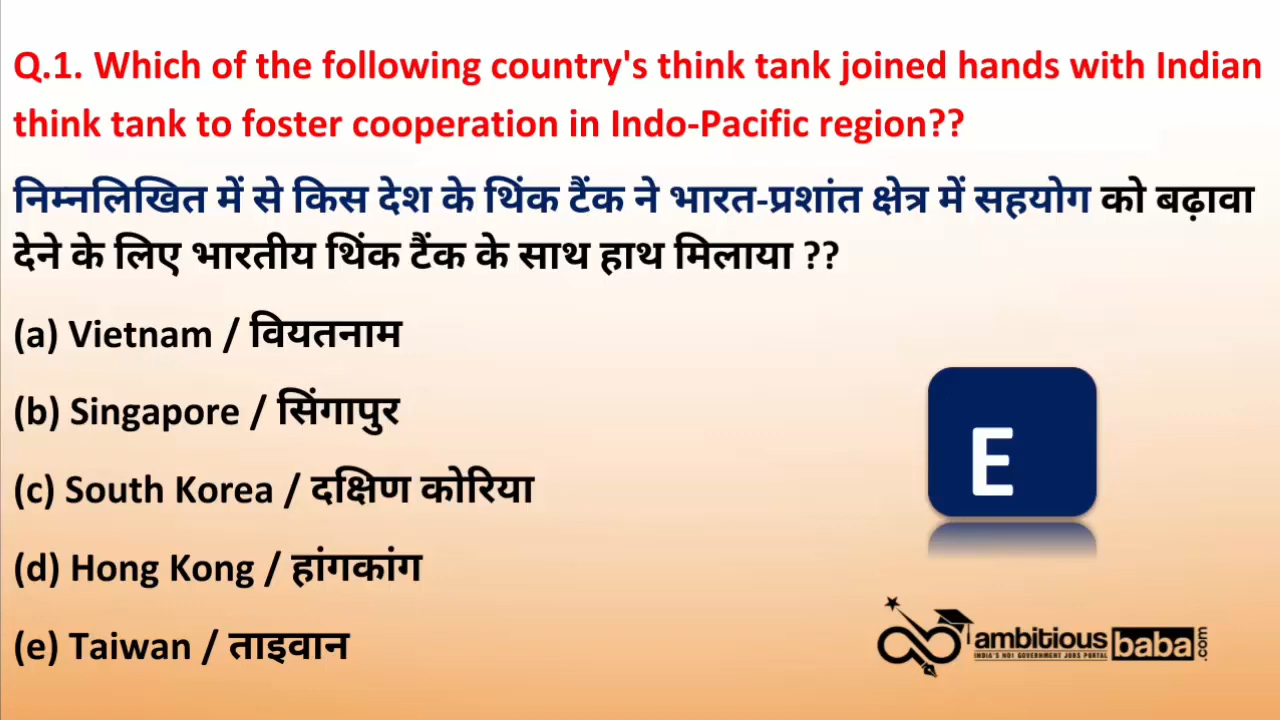 Q.1. Which of the following country's think tank joined hands with Indian
think tank to foster cooperation in Indo-Pacific region??
निम्नलिखित में से किस देश के थिंक टैंक ने भारत-प्रशांत क्षेत्र में सहयोग को बढ़ावा
देने के लिए भारतीय थिंक टैंक के साथ हाथ मिलाया ??
(a) Vietnam / वियतनाम
(b) Singapore / सिंगापुर
(c) South Korea / दक्षिण कोरिया
(d) Hong Kong / हांगकांग
(e) Taiwan / ताइवान
E
ambitiousbaba.com
INDIA'S NO1 GOVERNMENT JOBS PORTAL